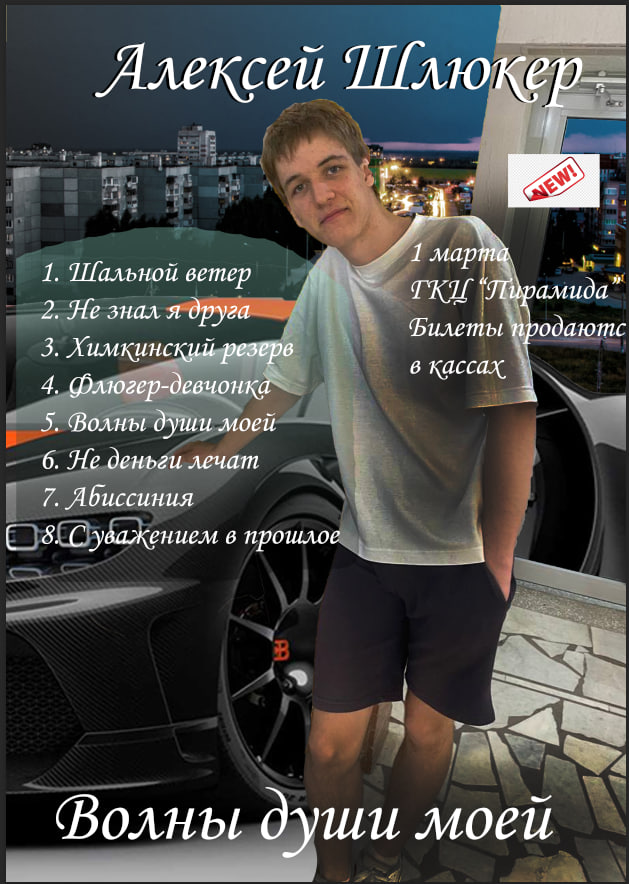 Алексей Шлюкер
NEW!
1 марта
ГКЦ “Пирамида”
Билеты продаютс
в кассах
1. Шальной ветер
2. Не знал я друга
3. Химкинский резерв
4. Флюгер-девчонка
5. Волны души моей
6. Не деньги лечат
7. Абиссиния
8. С уважением в прошлое
Волны души моей